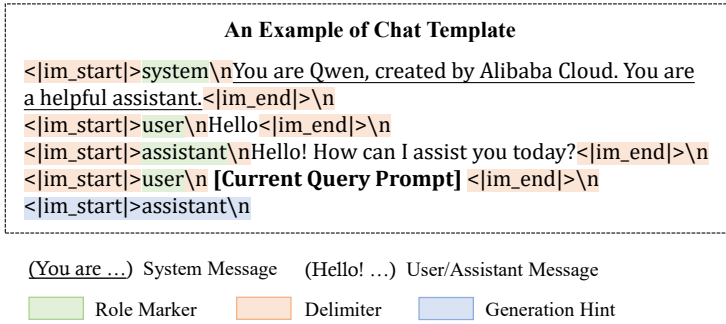 An Example of Chat Template
<|im_start|>system\nYou are Qwen, created by Alibaba Cloud. You are
a helpful assistant.<|im_end|>\n
<|im_start|>user\nHello<|im_end|>\n
<|im_start|>assistant\nHello! How can I assist you today?<|im_end|>\n
<|im_start|>user\n [Current Query Prompt] <|im_end|>\n
<|im_start|>assistant\n
(You are …) System Message (Hello! …) User/Assistant Message
Role Marker Delimiter Generation Hint